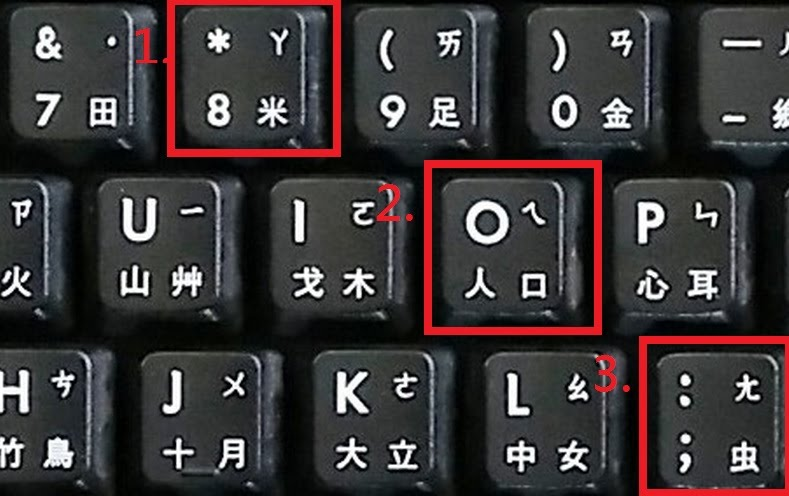 & ˙ 1. * ㄚ ( ㄞ ) ㄢ —
7 田 8 米 9 足 0 金 –
ㄗ U ㄧ I ㄛ 2. O ㄟ P ㄣ
火 山 艸 戈 木 人 口 心 耳
H ㄘ J ㄨ K ㄜ L ㄠ 3. : ㄤ
竹 鳥 十 月 大 立 中 女 ; 虫